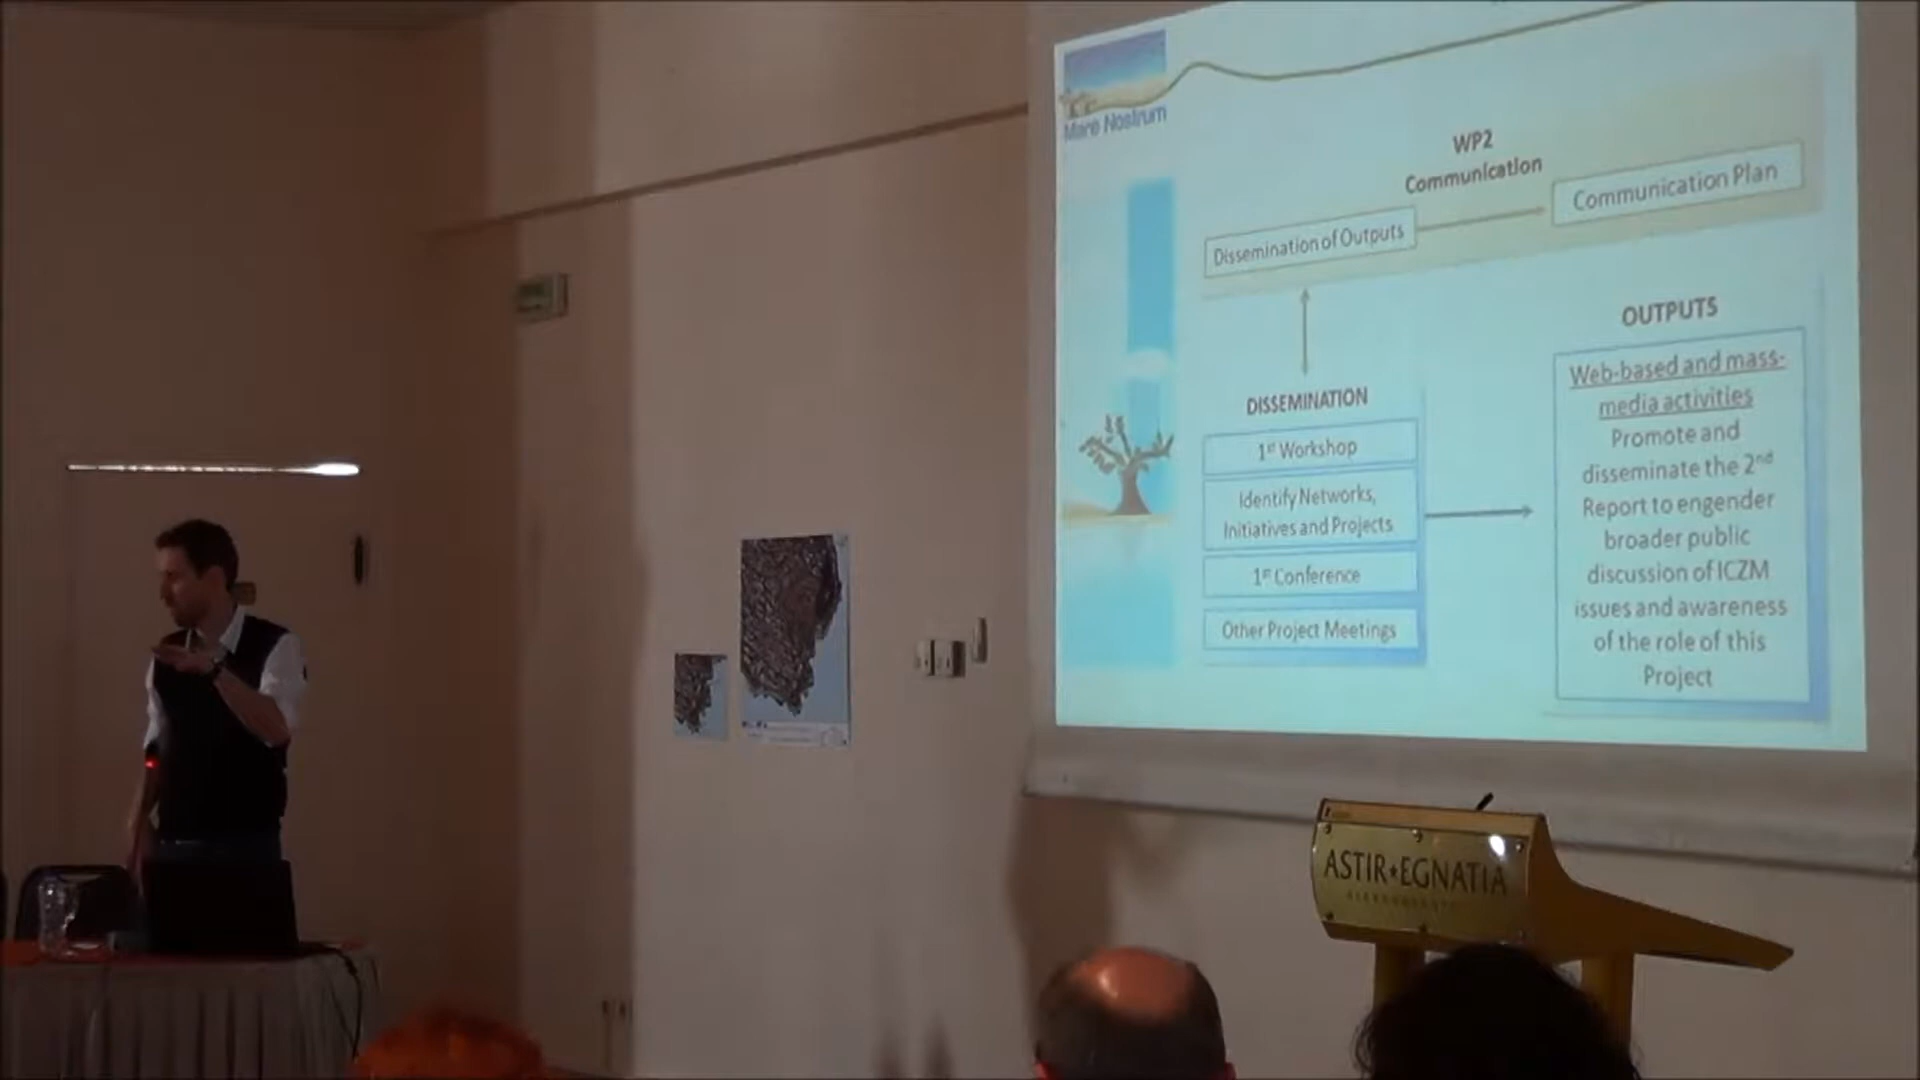 Mare Nostrum
WP2
Communication
Communication Plan
Dissemination of Outputs
OUTPUTS
Web-based and mass-
media activities
Promote and
disseminate the 2nd
Report to engender
broader public
discussion of ICZM
issues and awareness
of the role of this
Project
DISSEMINATION
1st Workshop
Identify Networks,
Initiatives and Projects
1st Conference
Other Project Meetings
ASTIR★EGNATIA